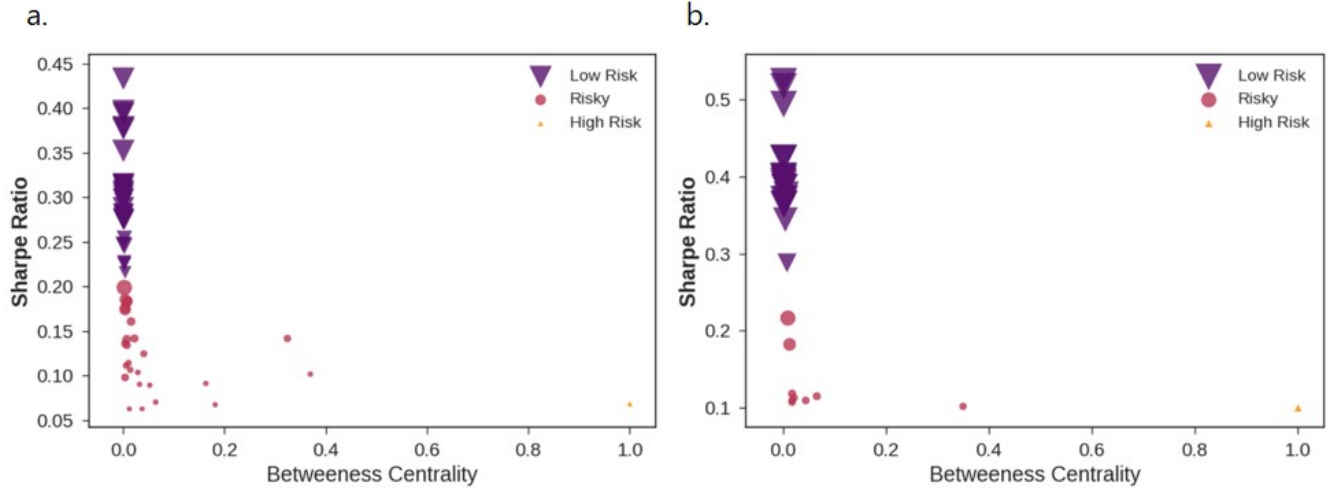 a.
0.45
0.40
0.35
0.30
0.25
0.20
0.15
0.10
0.05
Sharpe Ratio
Low Risk
Risky
High Risk
0.0 0.2 0.4 0.6 0.8 1.0
Betweeness Centrality
b.
0.5
0.4
0.3
0.2
0.1
Sharpe Ratio
Low Risk
Risky
High Risk
0.0 0.2 0.4 0.6 0.8 1.0
Betweeness Centrality